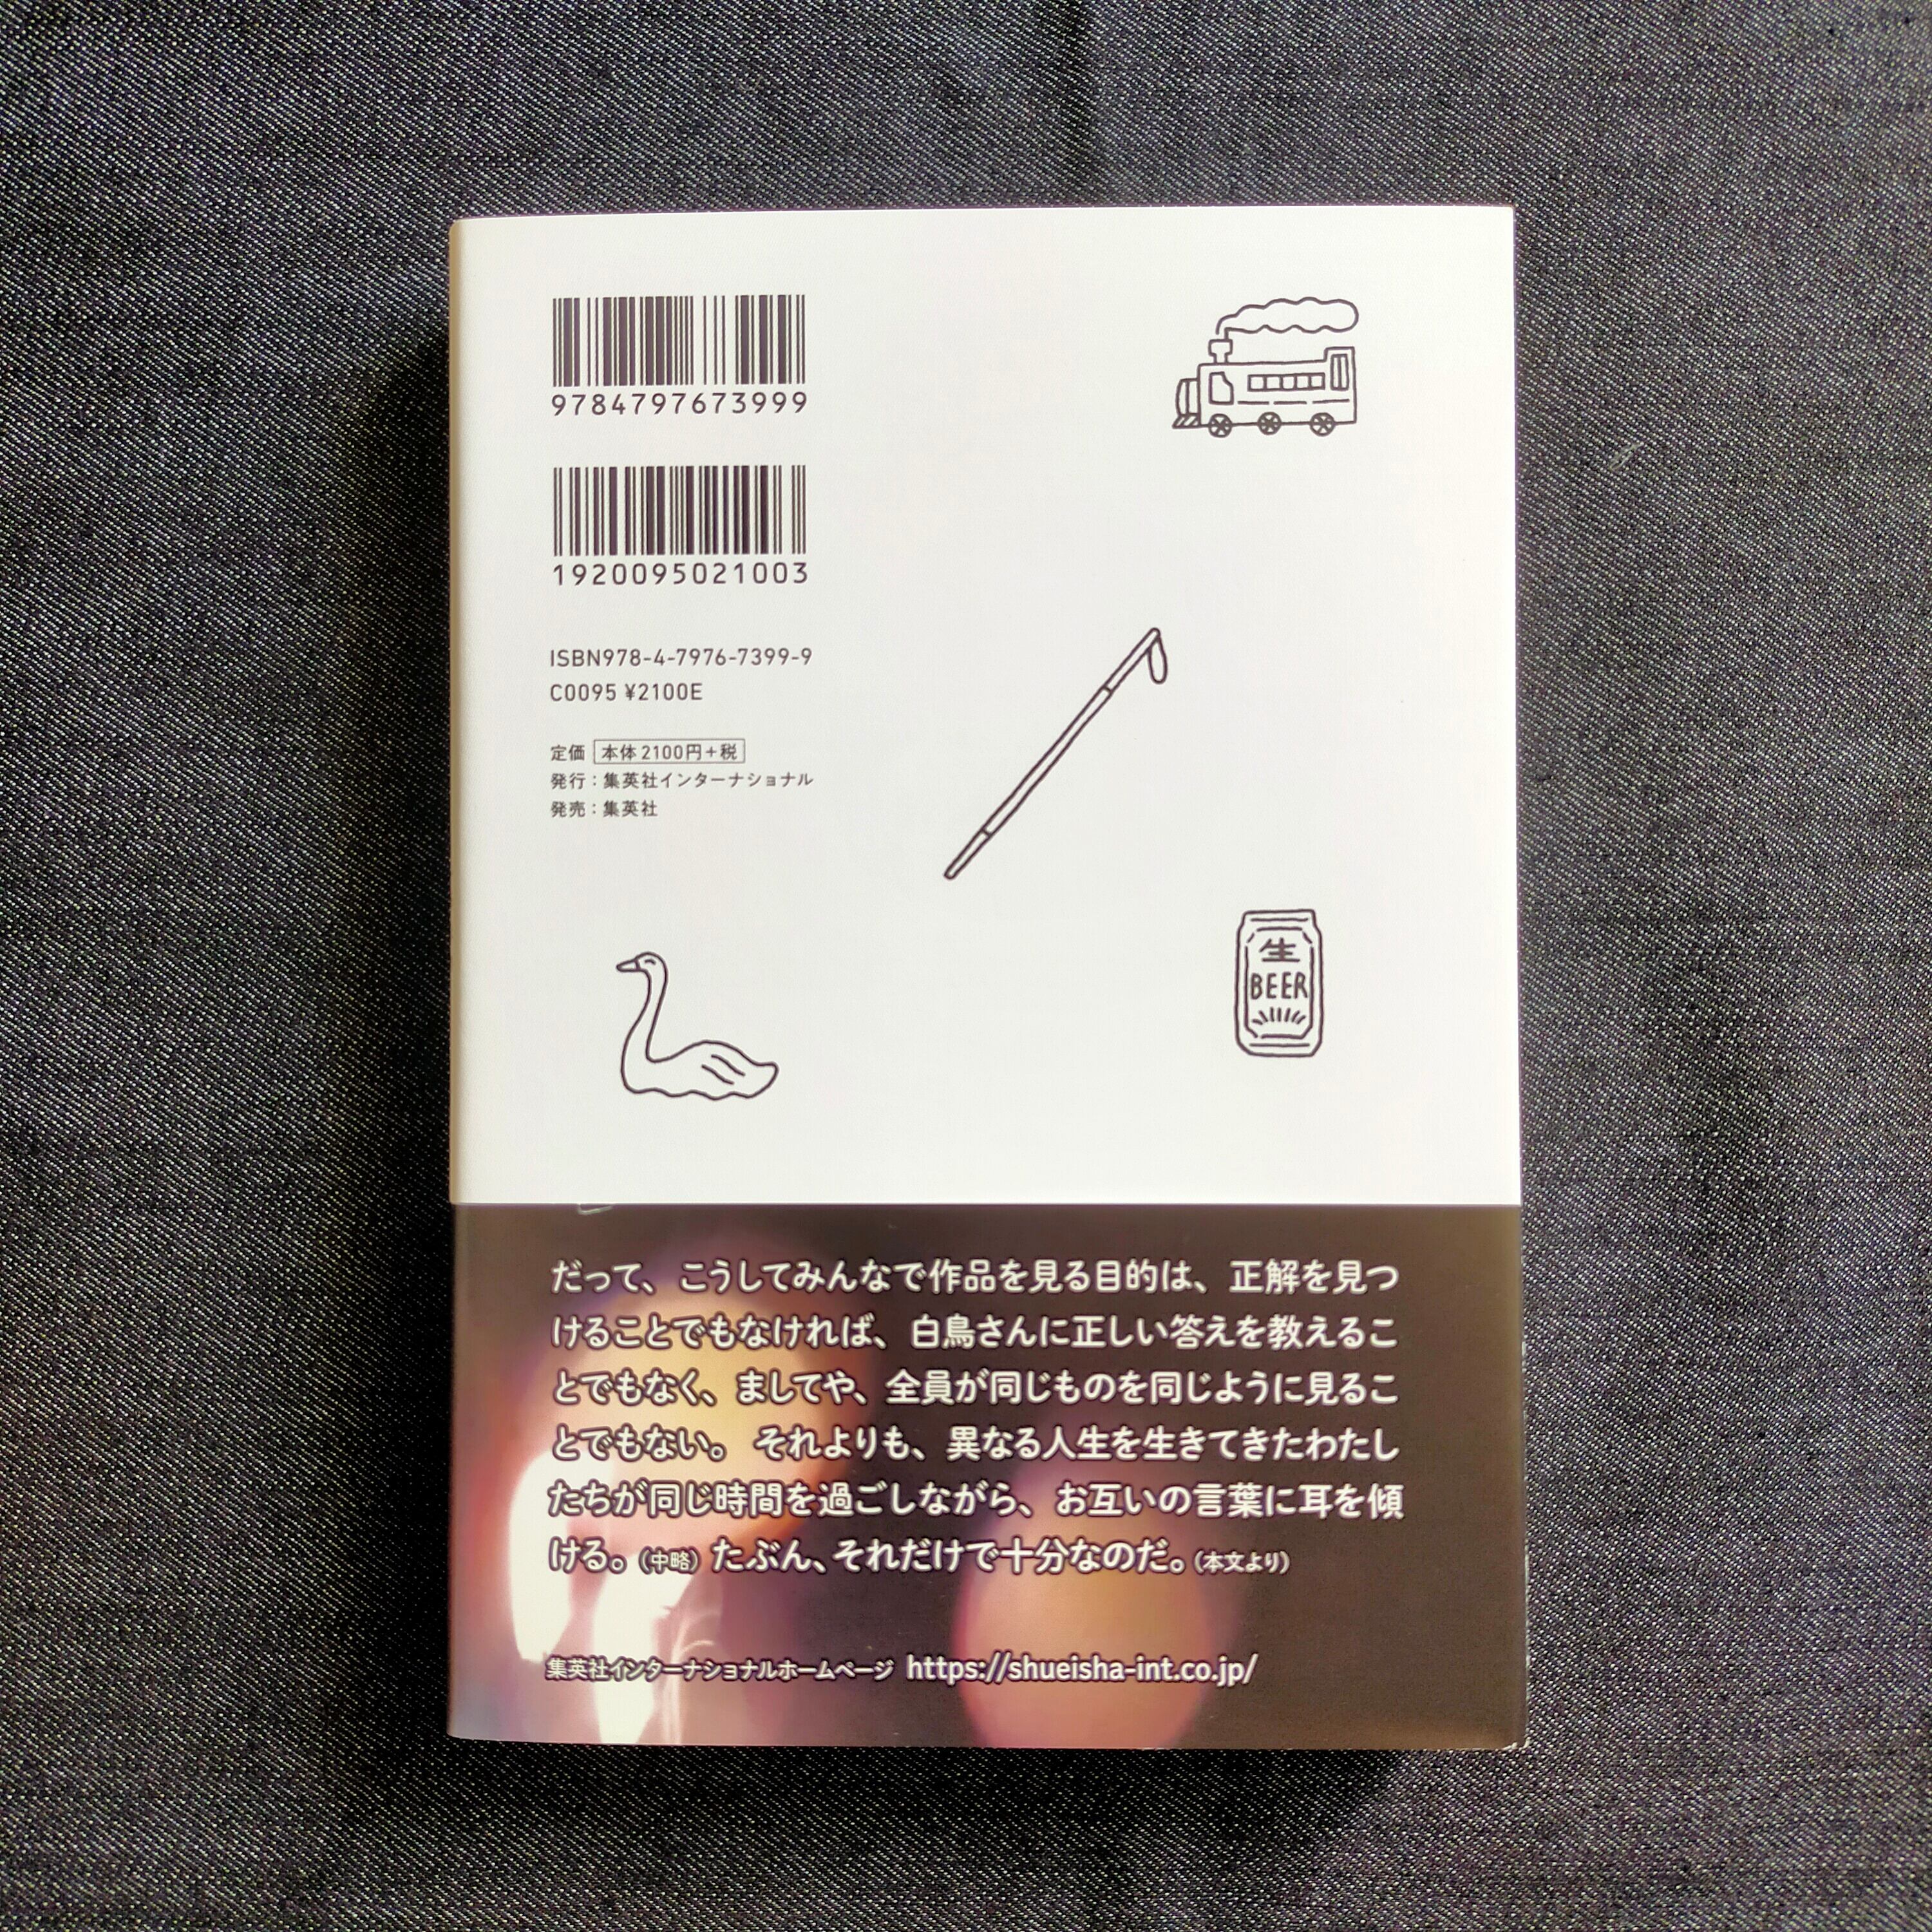 9784797673999
1920095021003
ISBN978-4-7976-7399-9
C0095 ¥2100E
定価 本体2100円+税
発行:集英社インターナショナル
発売:集英社
生
BEER
だって、こうしてみんなで作品を見る目的は、正解を見つ
けることでもなければ、白鳥さんに正しい答えを教えるこ
とでもなく、ましてや、全員が同じものを同じように見るこ
とでもない。それよりも、異なる人生を生きてきたわたし
たちが同じ時間を過ごしながら、お互いの言葉に耳を傾
ける。(中略)たぶん、それだけで十分なのだ。(本文より)
集英社インターナショナルホームページ https://shueisha-int.co.jp/